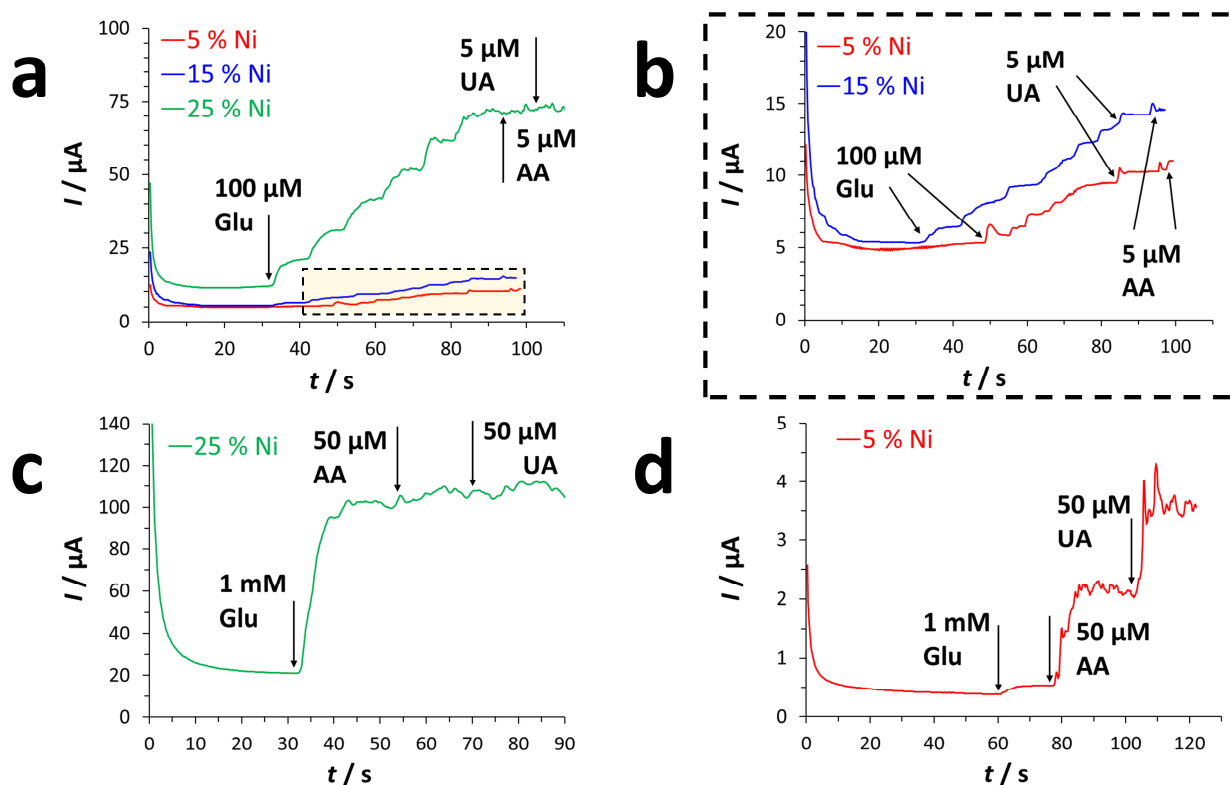 a
100
75
50
25
0
I / µA
5 % Ni
15 % Ni
25 % Ni
5 µM
UA
5 µM
AA
100 µM
Glu
0 20 40 60 80 100
t / s
b
20
15
10
5
0
I / µA
5 % Ni
15 % Ni
5 µM
UA
100 µM
Glu
5 µM
AA
0 20 40 60 80 100
t / s
c
140
120
100
80
60
40
20
0
I / µA
25 % Ni
50 µM
AA
50 µM
UA
1 mM
Glu
0 10 20 30 40 50 60 70 80 90
t / s
d
5
4
3
2
1
0
I / µA
5 % Ni
50 µM
UA
1 mM
Glu
50 µM
AA
0 20 40 60 80 100 120
t / s